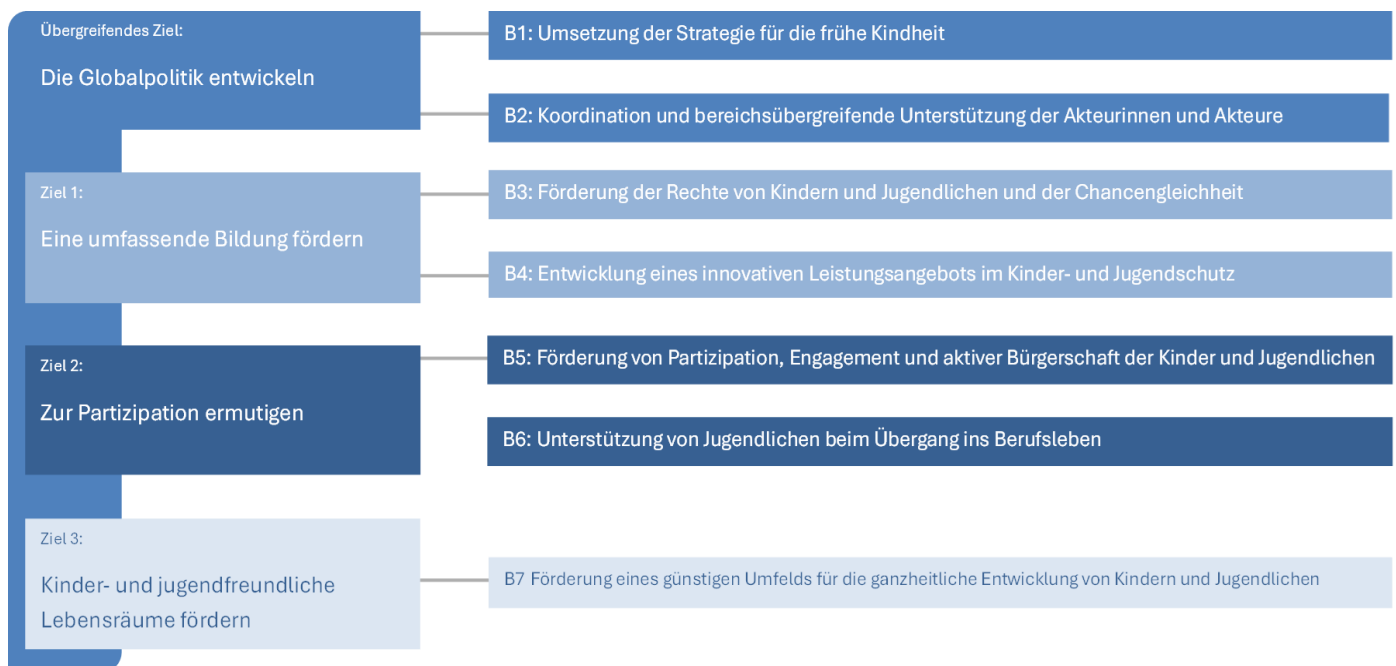 Übergreifendes Ziel:
Die Globalpolitik entwickeln
B1: Umsetzung der Strategie für die frühe Kindheit
B2: Koordination und bereichsübergreifende Unterstützung der Akteurinnen und Akteure
Ziel 1:
Eine umfassende Bildung fördern
B3: Förderung der Rechte von Kindern und Jugendlichen und der Chancengleichheit
B4: Entwicklung eines innovativen Leistungsangebots im Kinder- und Jugendschutz
Ziel 2:
Zur Partizipation ermutigen
B5: Förderung von Partizipation, Engagement und aktiver Bürgerschaft der Kinder und Jugendlichen
B6: Unterstützung von Jugendlichen beim Übergang ins Berufsleben
Ziel 3:
Kinder- und jugendfreundliche
Lebensräume fördern
B7 Förderung eines günstigen Umfelds für die ganzheitliche Entwicklung von Kindern und Jugendlichen